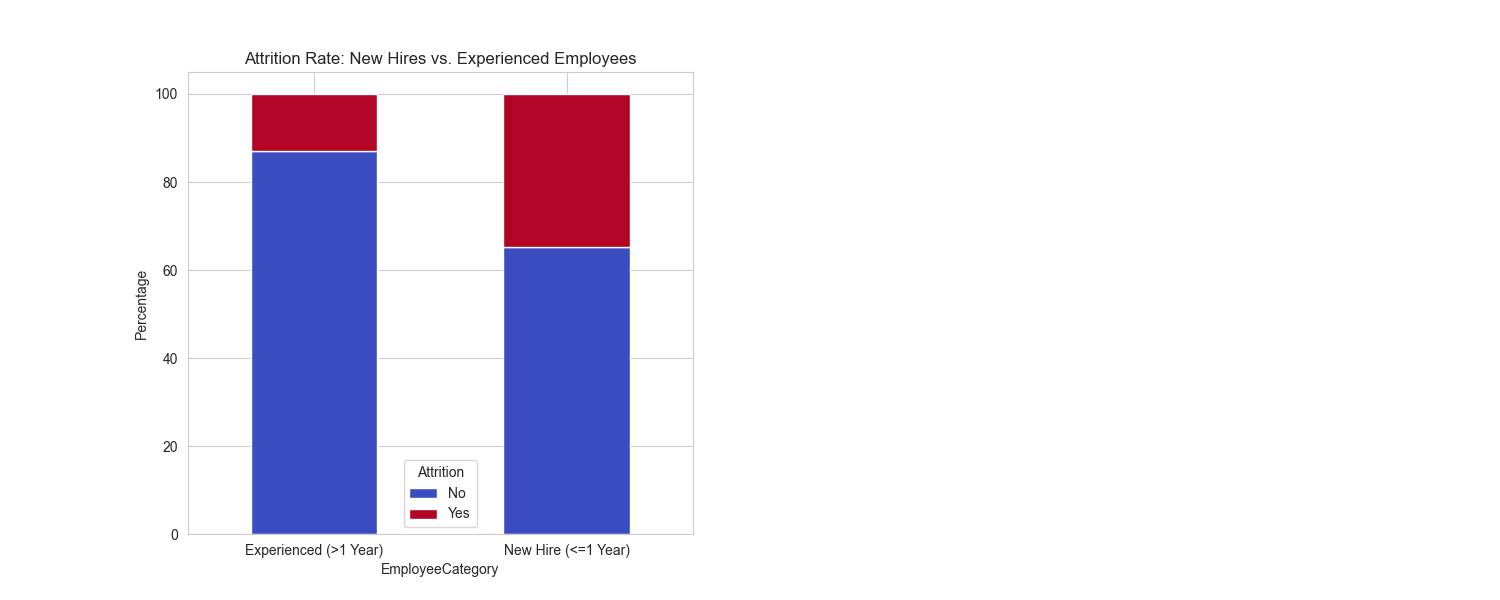 Attrition Rate: New Hires vs. Experienced Employees
100
80
60
40
20
0
Percentage
Attrition
No
Yes
Experienced (>1 Year)
New Hire (<=1 Year)
EmployeeCategory